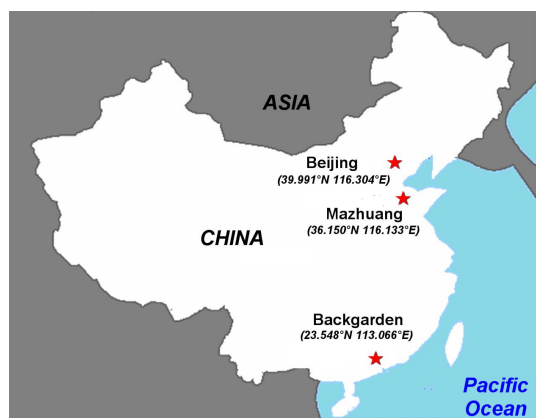 ASIA
Beijing
(39.991°N 116.304°E)
Mazhuang
(36.150°N 116.133°E)
CHINA
Backgarden
(23.548°N 113.066°E)
Pacific
Ocean